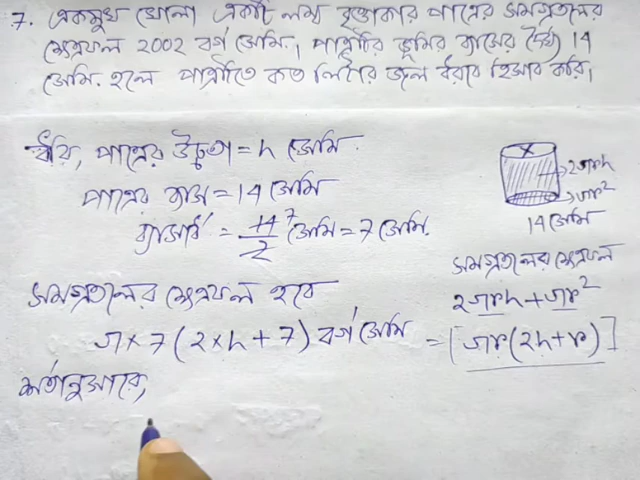 7. একমুখ খোলা একটি লম্ব বৃত্তাকার পাত্রের সমগ্রতলের
ক্ষেত্রফল 2002 বর্গ সেমি.। পাত্রটির ভূমির ব্যাসের দৈর্ঘ্য 14
সেমি. হলে পাত্রটিতে কত লিটার জল ধরবে হিসাব করি।
ধরি, পাত্রের উচ্চতা = h সেমি.
পাত্রের ব্যাস = 14 সেমি
ব্যাসার্ধ = 14/2 7 সেমি = 7 সেমি.
2πrh
πr²
14 সেমি
সমগ্রতলের ক্ষেত্রফল
2πrh + πr²
= [πr(2h+r)]
সমগ্রতলের ক্ষেত্রফল হবে
π×7(2×h+7) বর্গ সেমি
শর্তানুসারে,